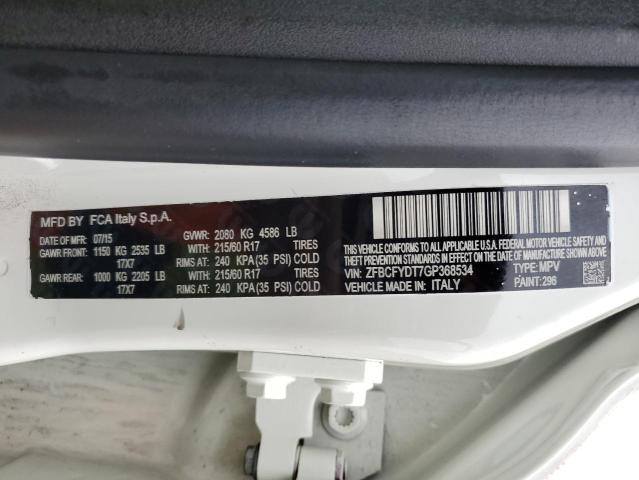 MFD BY FCA Italy S.p.A.
DATE OF MFR: 07/15 GVWR: 2080 KG 4586 LB
GAWR FRONT: 1150 KG 2535 LB WITH: 215/60 R17 TIRES
17X7 RIMS AT: 240 KPA (35 PSI) COLD
GAWR REAR: 1000 KG 2205 LB WITH: 215/60 R17 TIRES
17X7 RIMS AT: 240 KPA (35 PSI) COLD
THIS VEHICLE CONFORMS TO ALL APPLICABLE U.S.A. FEDERAL MOTOR VEHICLE SAFETY, BUMPER AND THEFT PREVENTION STANDARDS IN EFFECT ON THE DATE OF MANUFACTURE SHOWN ABOVE
VIN: ZFBCFYDT7GP368534 TYPE: MPV
VEHICLE MADE IN: ITALY PAINT: 296